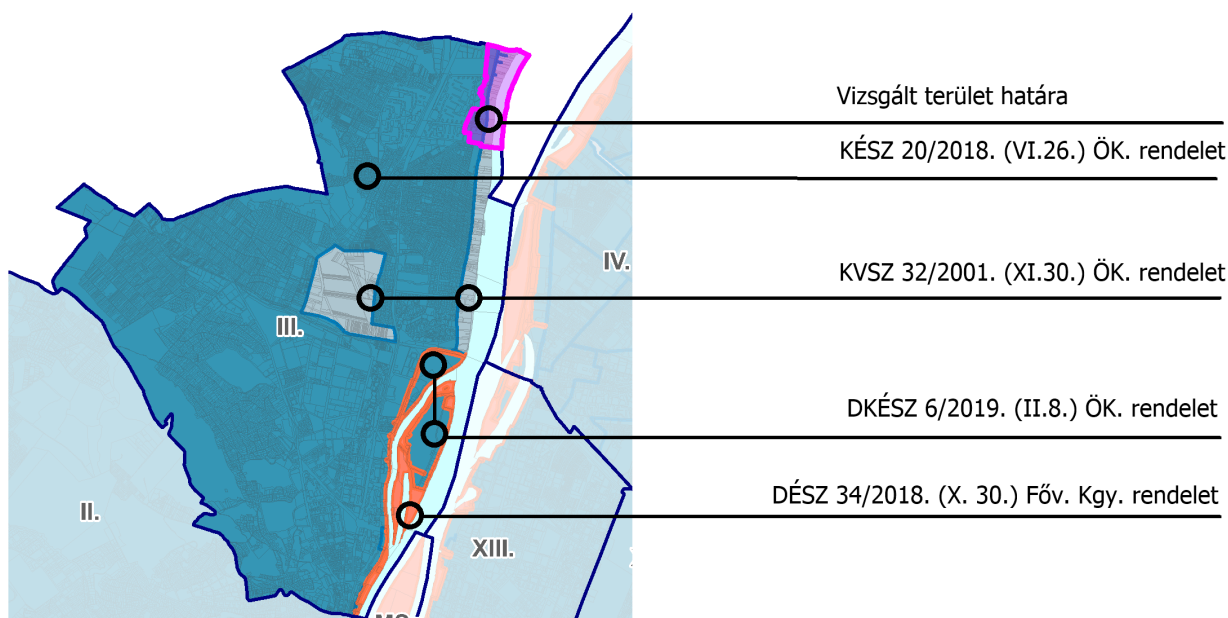 Vizsgált terület határa
KÉSZ 20/2018. (VI.26.) ÖK. rendelet
IV.
KVSZ 32/2001. (XI.30.) ÖK. rendelet
III.
DKÉSZ 6/2019. (II.8.) ÖK. rendelet
DÉSZ 34/2018. (X. 30.) Főv. Kgy. rendelet
II.
XIII.